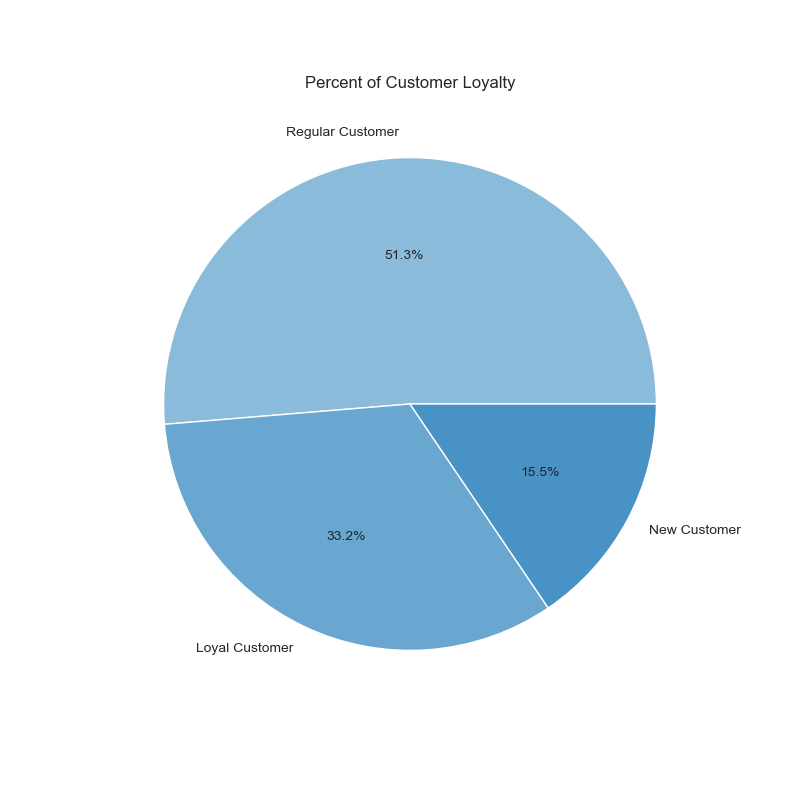 Percent of Customer Loyalty
Regular Customer
51.3%
15.5%
New Customer
33.2%
Loyal Customer